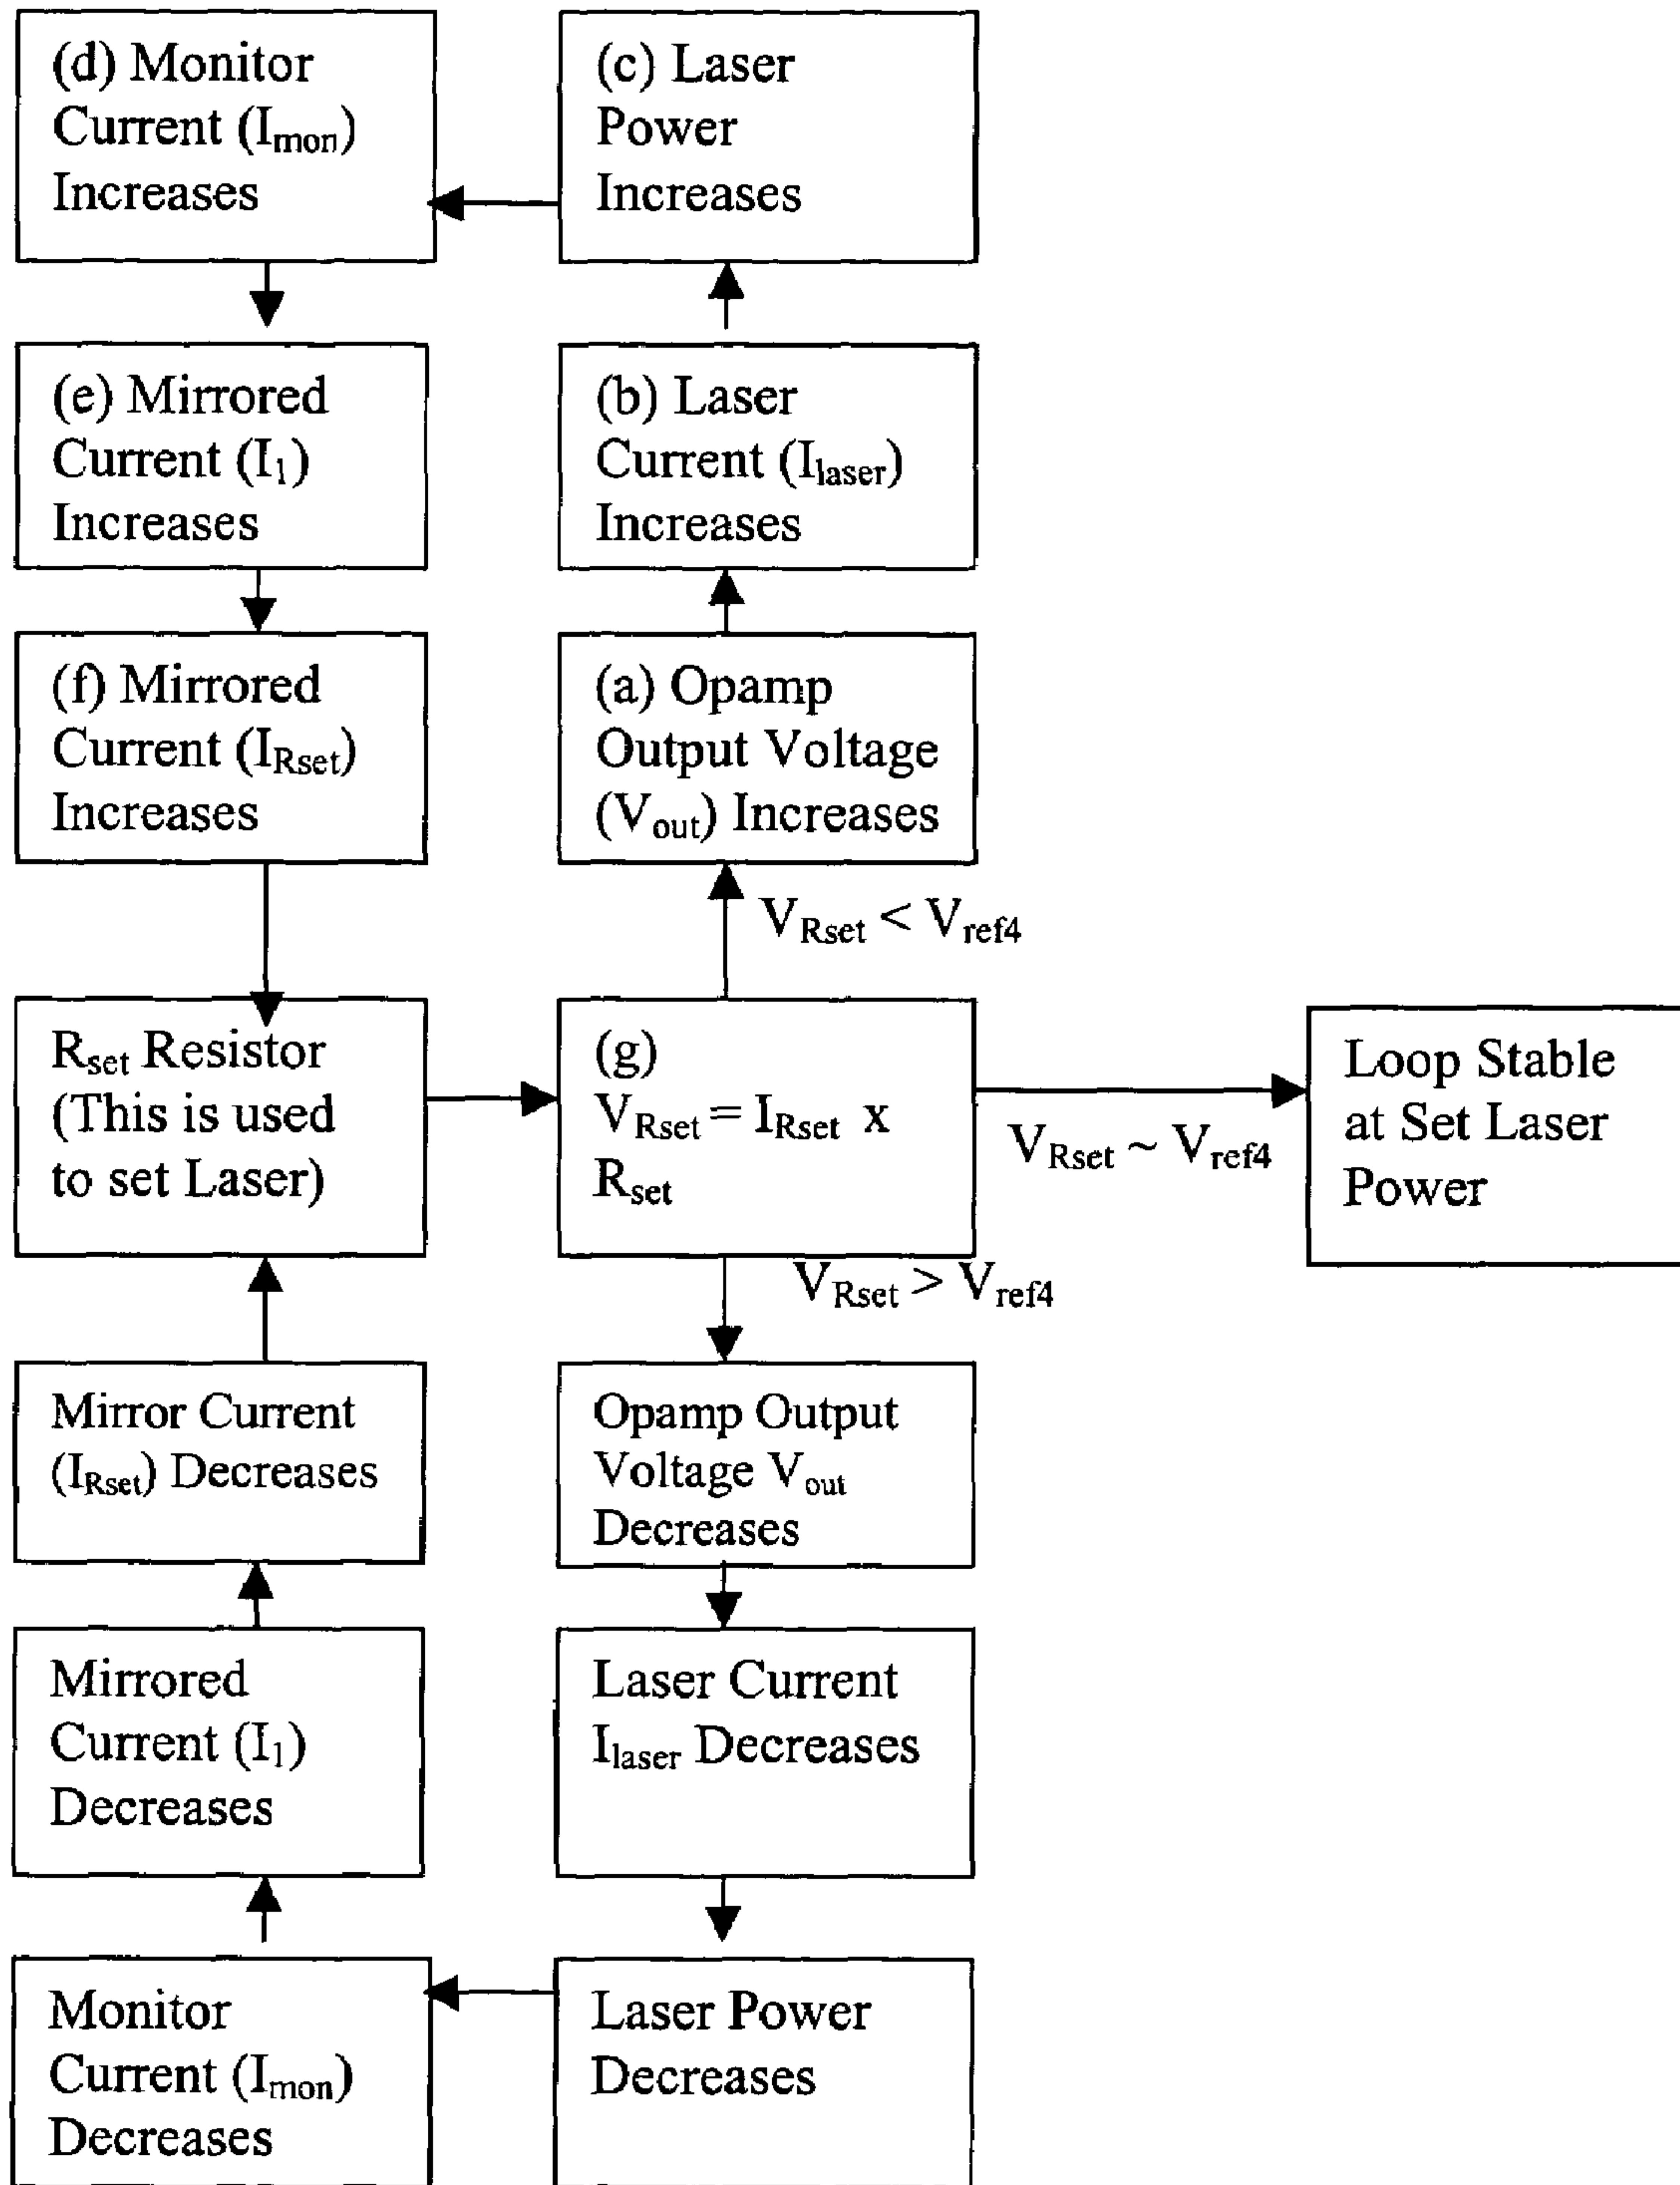 (d) Monitor
Current (Imon)
Increases
(c) Laser
Power
Increases
(e) Mirrored
Current (I1)
Increases
(b) Laser
Current (Ilaser)
Increases
(f) Mirrored
Current (IRset)
Increases
(a) Opamp
Output Voltage
(Vout) Increases
VRset < Vref4
Rset Resistor
(This is used
to set Laser)
(g)
VRset = IRset x
Rset
VRset ~ Vref4
Loop Stable
at Set Laser
Power
VRset > Vref4
Mirror Current
(IRset) Decreases
Opamp Output
Voltage Vout
Decreases
Mirrored
Current (I1)
Decreases
Laser Current
Ilaser Decreases
Monitor
Current (Imon)
Decreases
Laser Power
Decreases